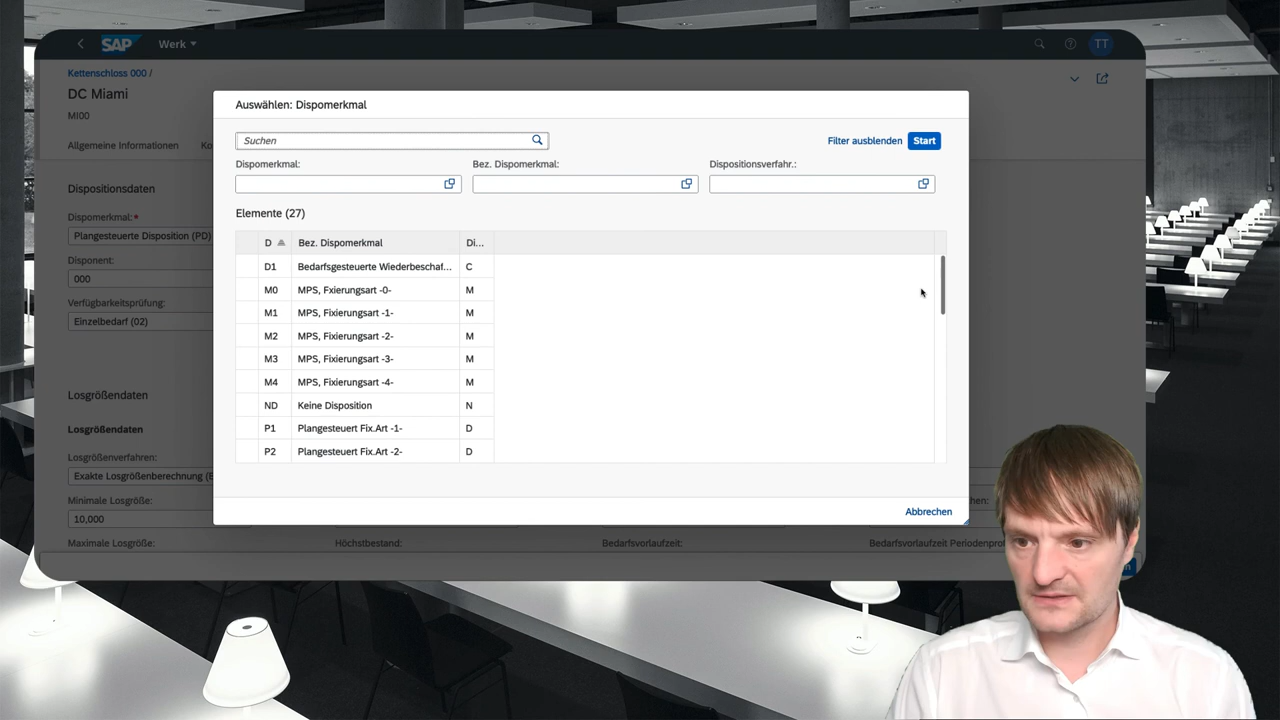 SAP Werk TT
Kettenschloss 000 /
DC Miami
MI00
Allgemeine Informationen Ko
Dispositionsdaten
Dispomerkmal:*
Plangesteuerte Disposition (PD)
Disponent:
000
Verfügbarkeitsprüfung:
Einzelbedarf (02)
Losgrößendaten
Losgrößendaten
Losgrößenverfahren:
Exakte Losgrößenberechnung (E
Minimale Losgröße:
10,000
Maximale Losgröße: Höchstbestand: Bedarfsvorlaufzeit: Bedarfsvorlaufzeit Periodenprof
hen:
n
Auswählen: Dispomerkmal
Suchen Filter ausblenden Start
Dispomerkmal: Bez. Dispomerkmal: Dispositionsverfahr.:
Elemente (27)
D Bez. Dispomerkmal Di...
D1 Bedarfsgesteuerte Wiederbeschaf... C
M0 MPS, Fxierungsart -0- M
M1 MPS, Fixierungsart -1- M
M2 MPS, Fixierungsart -2- M
M3 MPS, Fixierungsart -3- M
M4 MPS, Fixierungsart -4- M
ND Keine Disposition N
P1 Plangesteuert Fix.Art -1- D
P2 Plangesteuert Fix.Art -2- D
Abbrechen